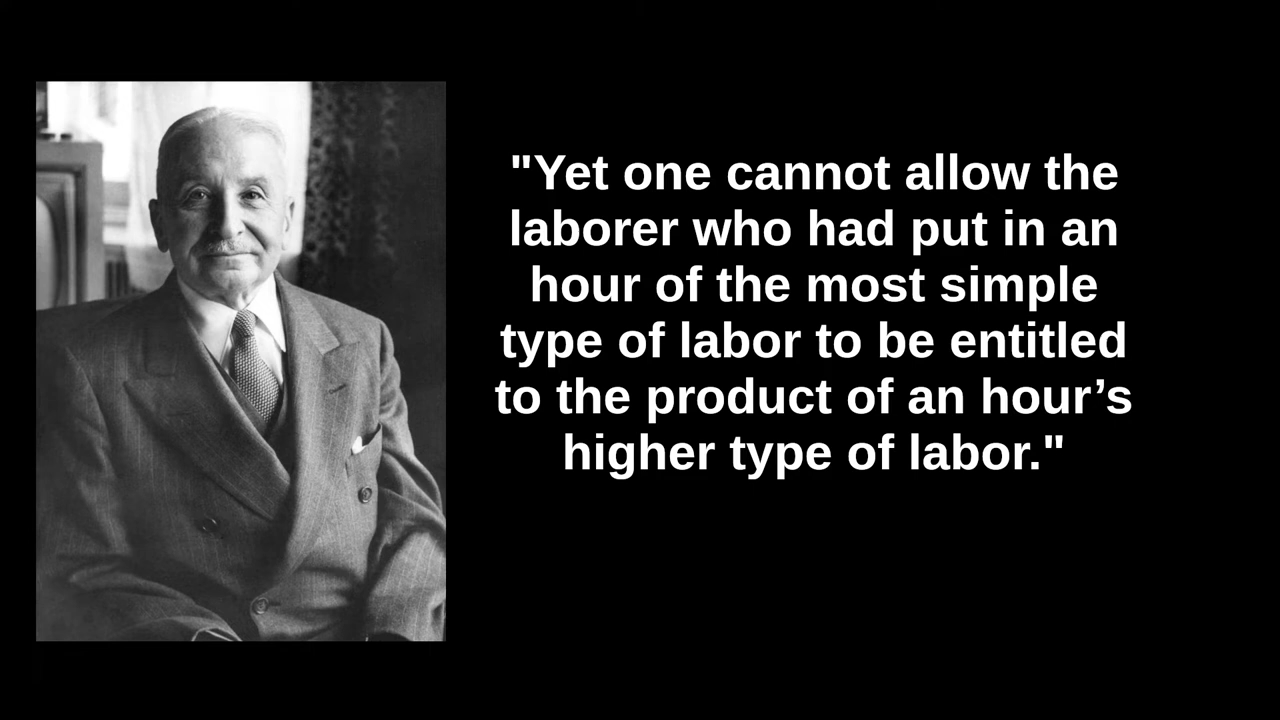 "Yet one cannot allow the
laborer who had put in an
hour of the most simple
type of labor to be entitled
to the product of an hour’s
higher type of labor."